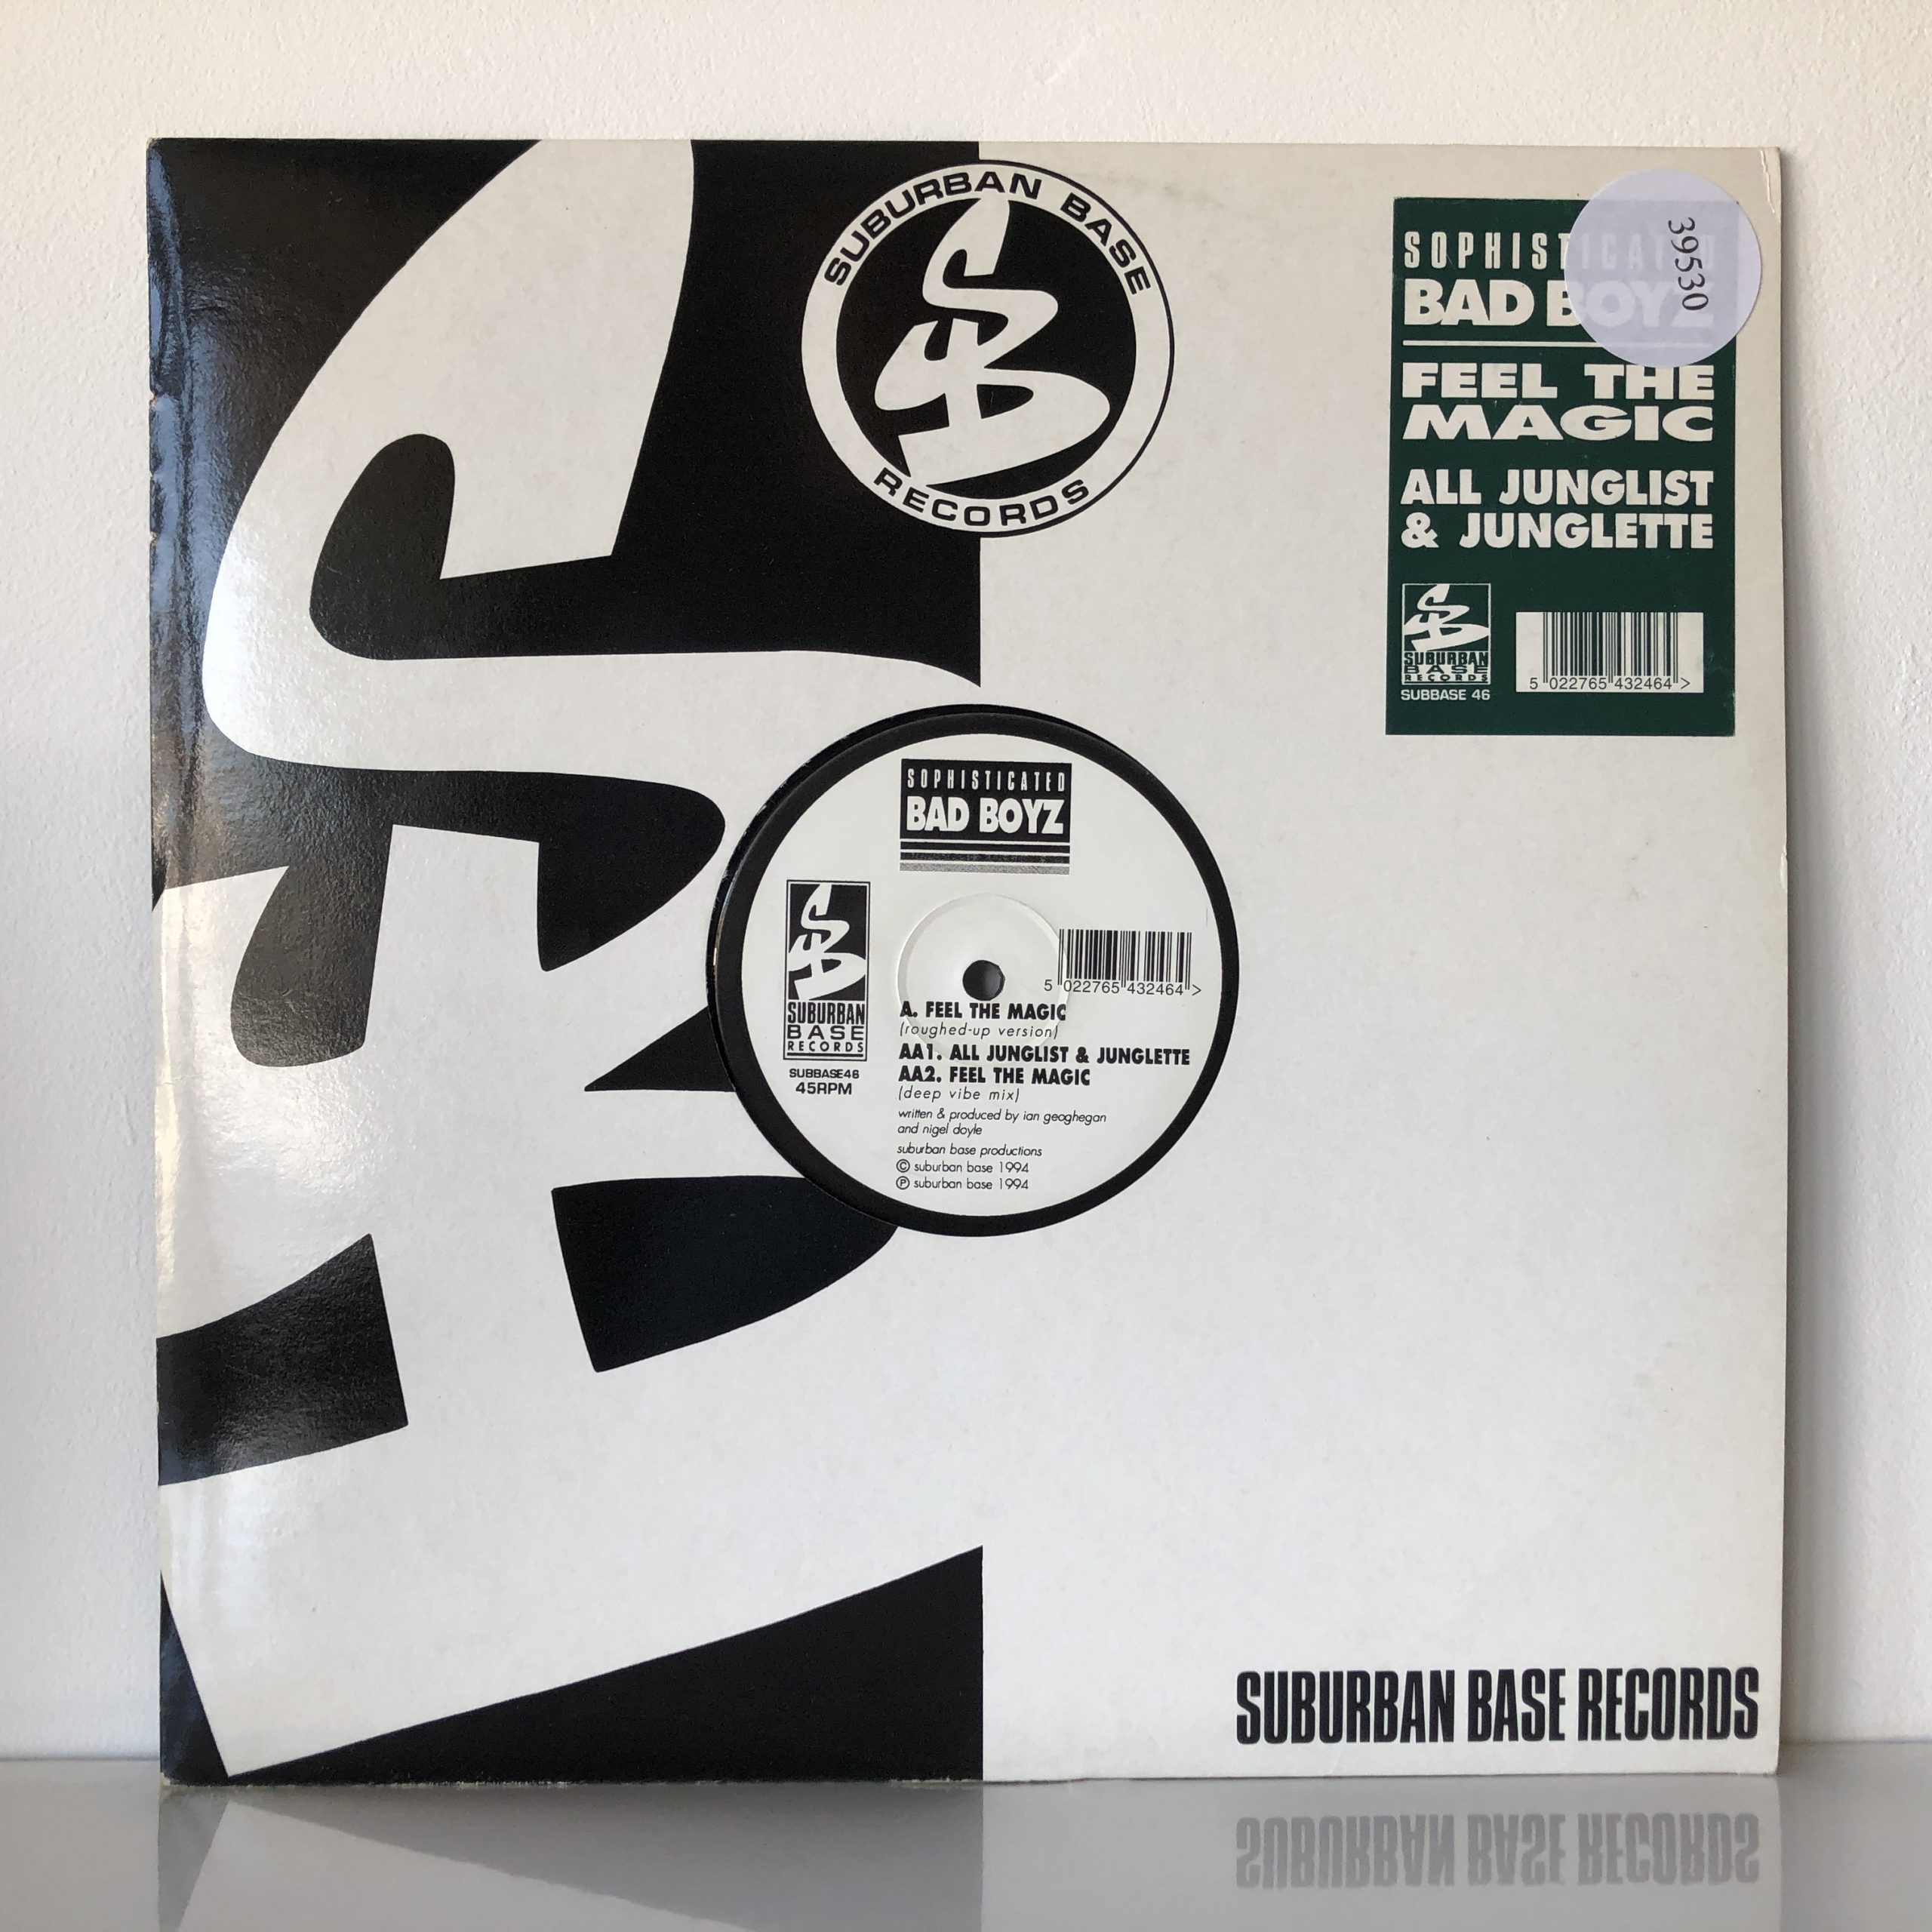 SUBURBAN BASE
RECORDS
SOPHISTICATED
BAD BOYZ
39530
FEEL THE
MAGIC
ALL JUNGLIST
& JUNGLETTE
SUBURBAN
BASE
RECORDS
SUBBASE 46
5 022765 432464 >
SOPHISTICATED
BAD BOYZ
SUBURBAN
BASE
RECORDS
SUBBASE46
45RPM
5 022765 432464 >
A. FEEL THE MAGIC
(roughed-up version)
AA1. ALL JUNGLIST & JUNGLETTE
AA2. FEEL THE MAGIC
(deep vibe mix)
written & produced by ian geoghegan
and nigel doyle
suburban base productions
© suburban base 1994
℗ suburban base 1994
SUBURBAN BASE RECORDS